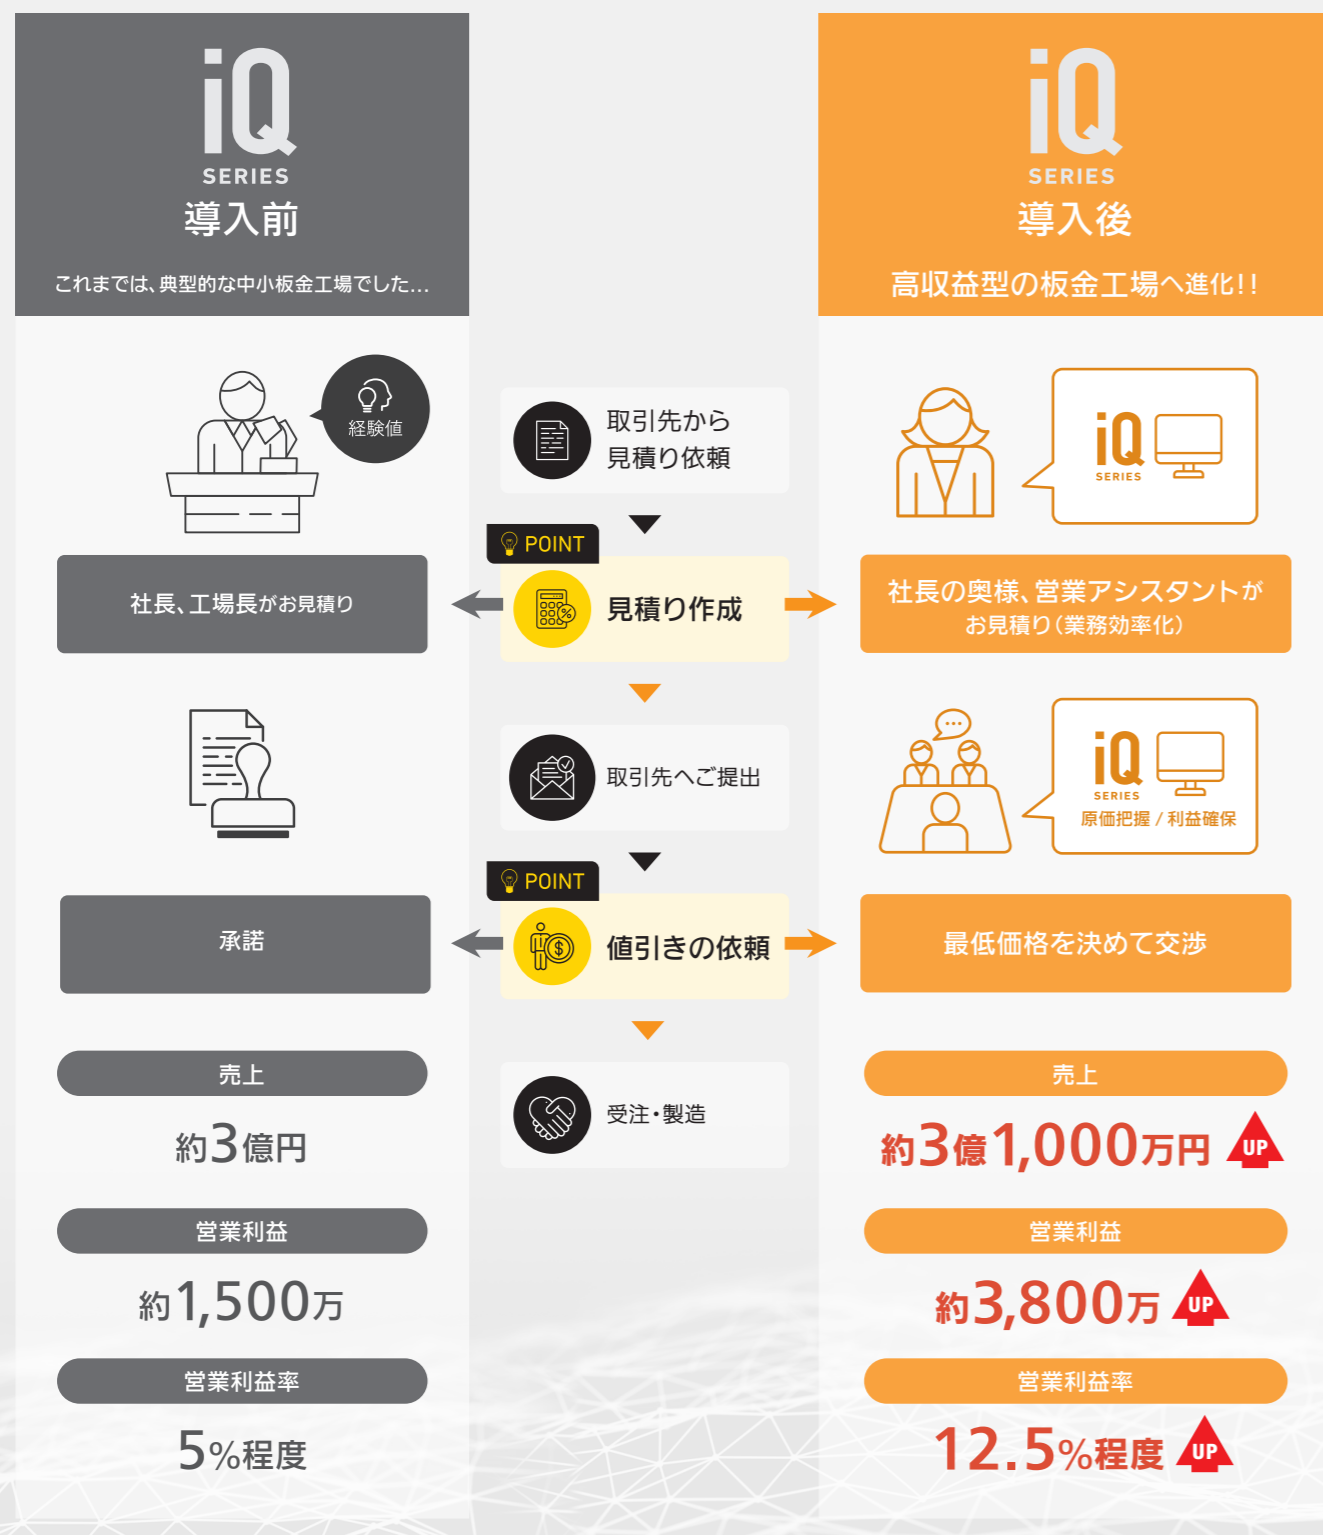 iQ
SERIES
導入前
これまでは、典型的な中小板金工場でした...
経験値
社長、工場長がお見積り
承諾
売上
約3億円
営業利益
約1,500万
営業利益率
5%程度
取引先から
見積り依頼
POINT
見積り作成
取引先へご提出
POINT
値引きの依頼
受注・製造
iQ
SERIES
導入後
高収益型の板金工場へ進化!!
iQ
SERIES
社長の奥様、営業アシスタントが
お見積り(業務効率化)
iQ
SERIES
原価把握 / 利益確保
最低価格を決めて交渉
売上
約3億1,000万円 UP
営業利益
約3,800万 UP
営業利益率
12.5%程度 UP